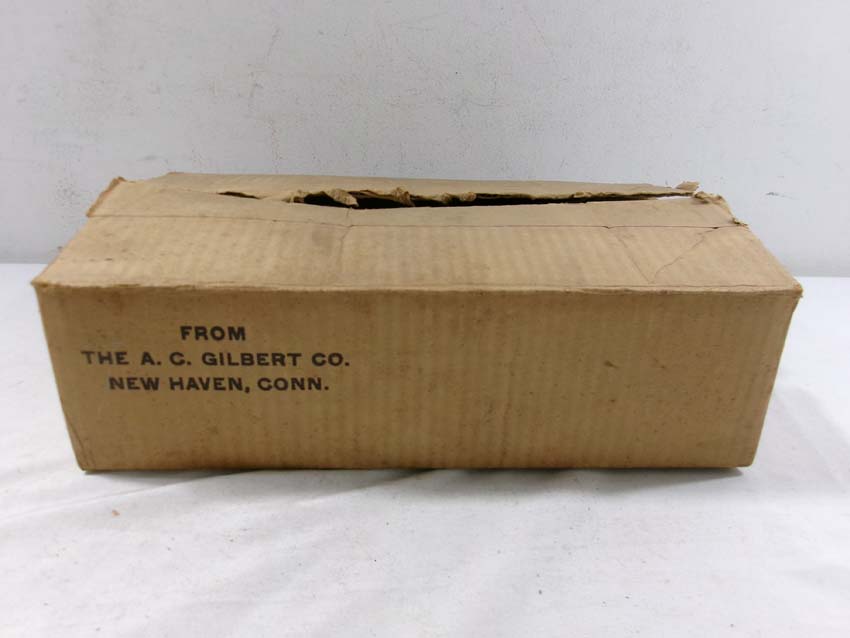 FROM
THE A. C. GILBERT CO.
NEW HAVEN, CONN.